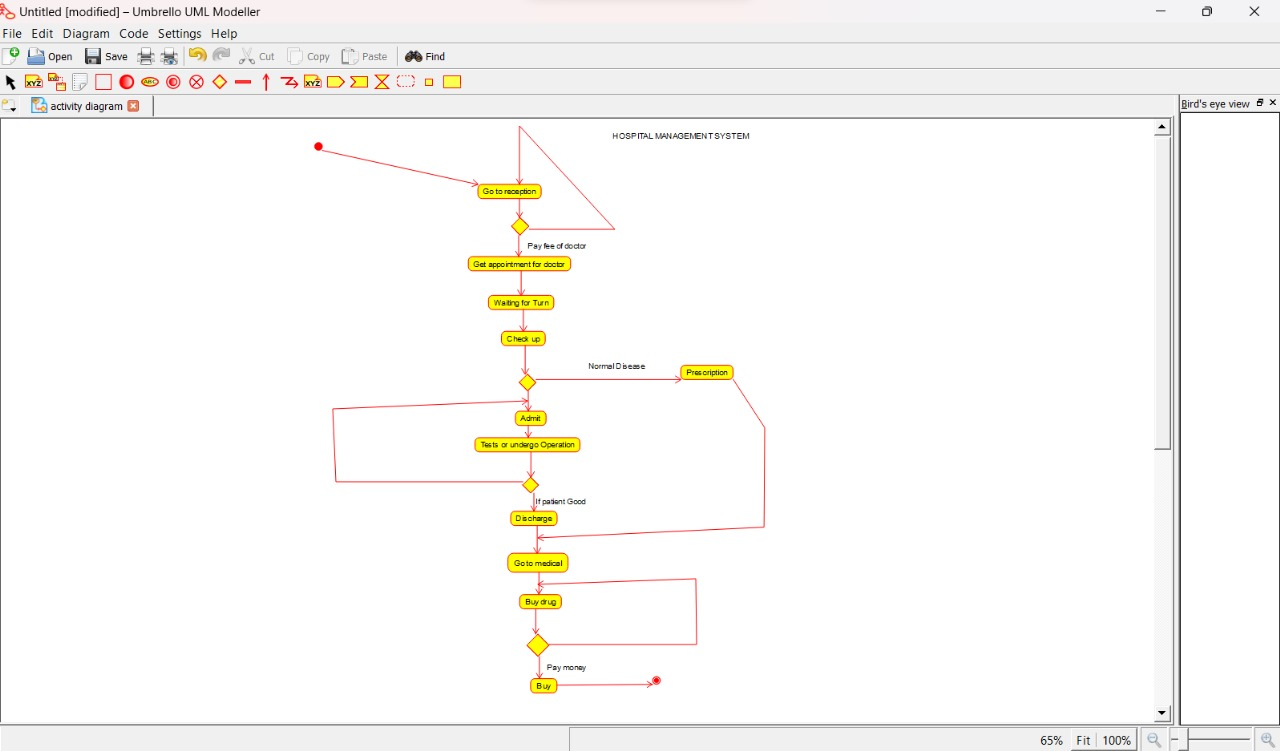 Untitled [modified] – Umbrello UML Modeller
File Edit Diagram Code Settings Help
Open Save Cut Copy Paste Find
XYZ ABC XYZ
activity diagram
Bird's eye view
HOSPITAL MANAGEMENT SYSTEM
Go to reception
Pay fee of doctor
Get appointment for doctor
Waiting for Turn
Check up
Normal Disease
Prescription
Admit
Tests or undergo Operation
If patient Good
Discharge
Go to medical
Buy drug
Pay money
Buy
65% Fit 100%